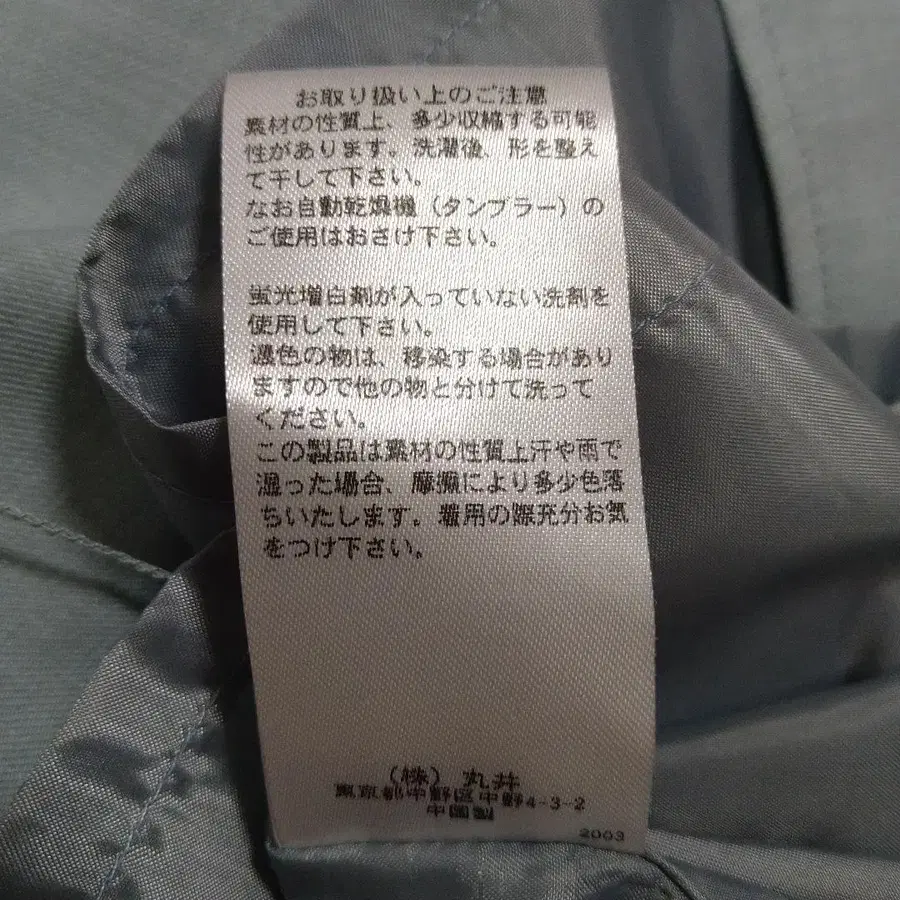 お取り扱い上のご注意
素材の性質上、多少収縮する可能
性があります。洗濯後、形を整え
て干して下さい。
なお自動乾燥機（タンブラー）の
ご使用はおさけ下さい。
蛍光増白剤が入っていない洗剤を
使用して下さい。
濃色の物は、移染する場合があり
ますので他の物と分けて洗って
ください。
この製品は素材の性質上汗や雨で
湿った場合、摩擦により多少色落
ちいたします。着用の際充分お気
をつけ下さい。
（株）丸井
東京都中野区中野4-3-2
中国製
2003